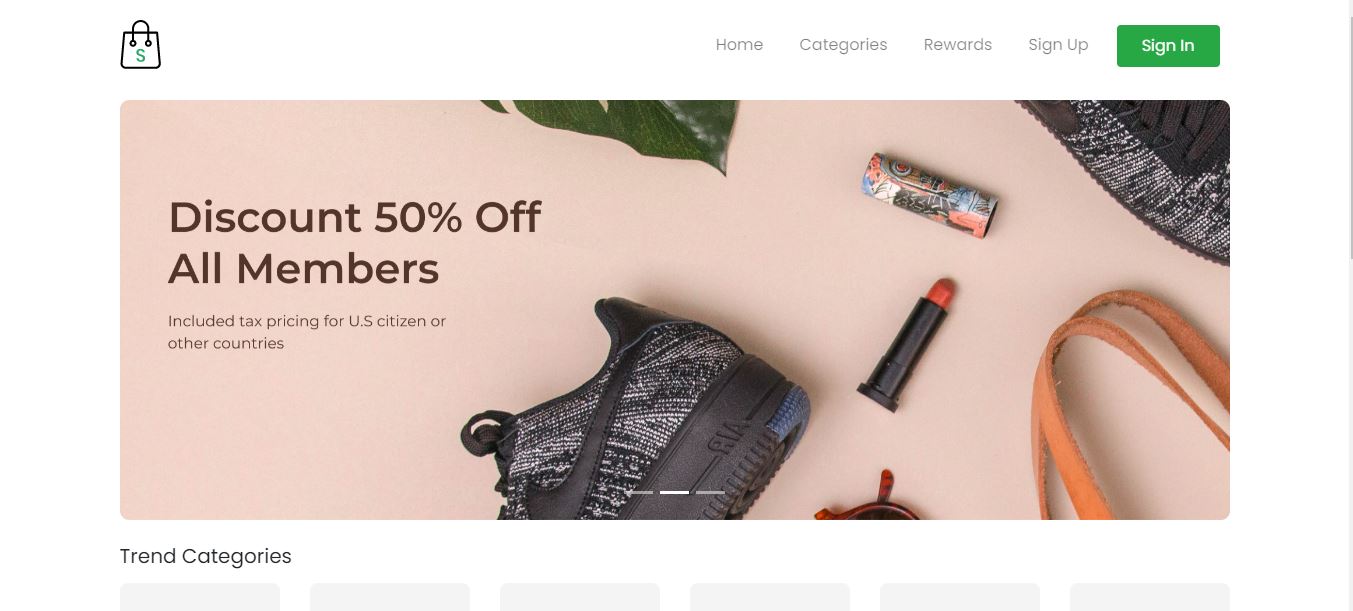 S
Home Categories Rewards Sign Up Sign In
Discount 50% Off
All Members
Included tax pricing for U.S citizen or
other countries
AIR
Trend Categories